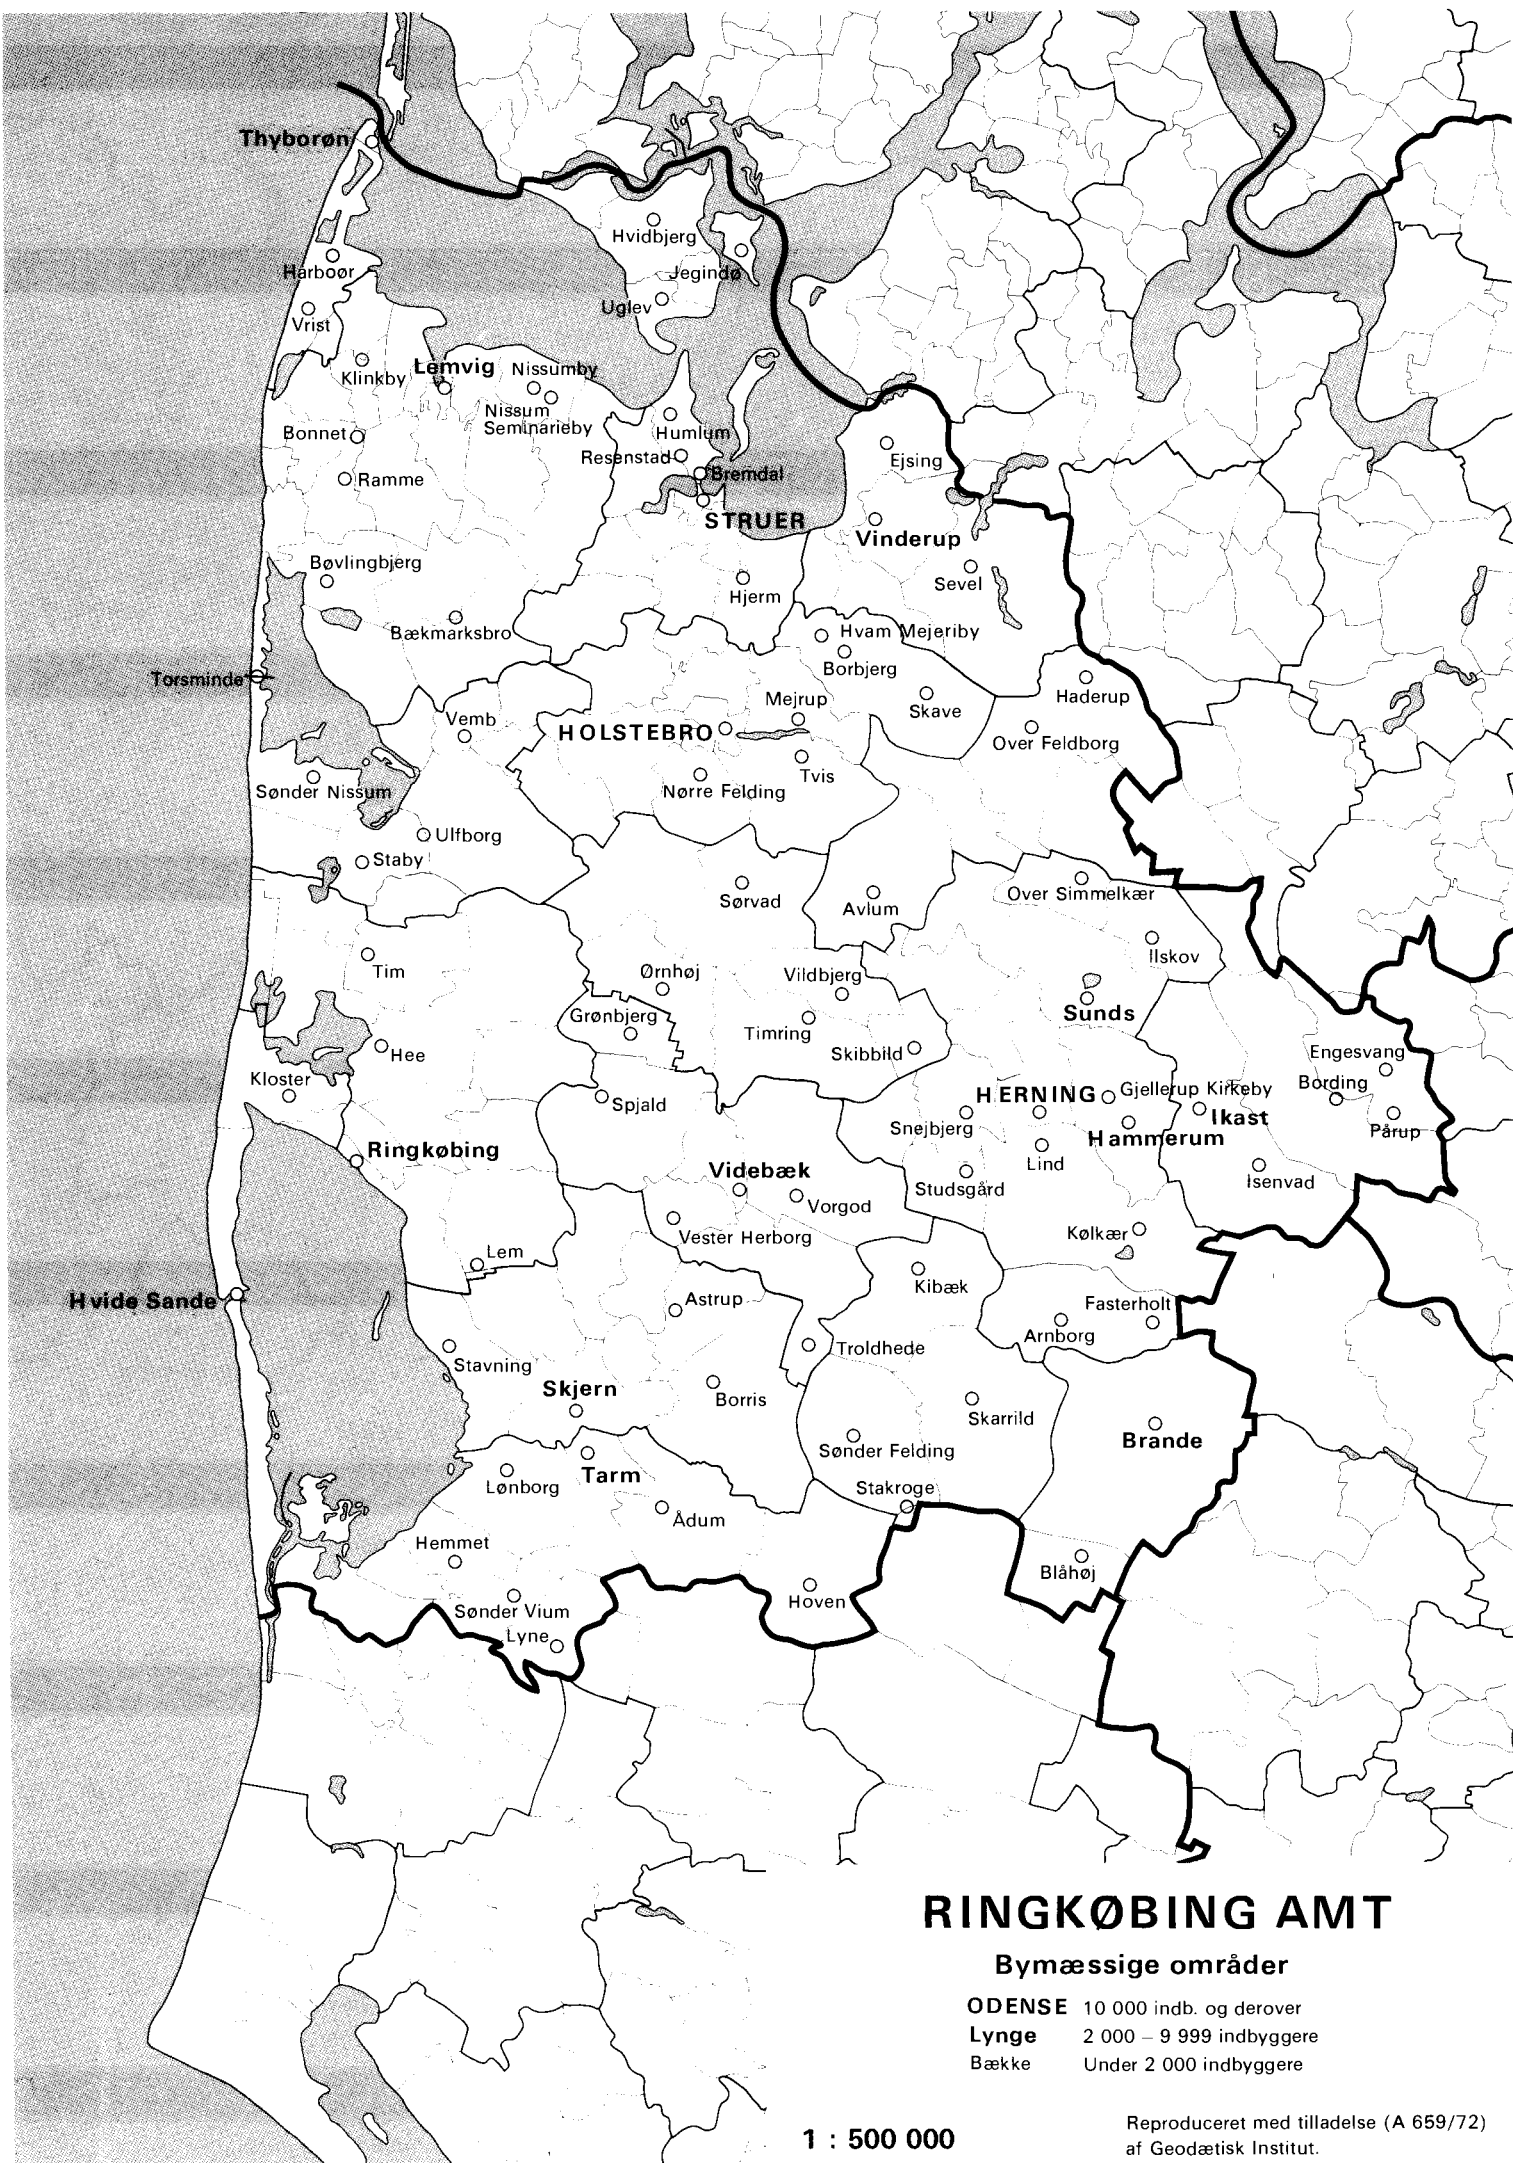 Thyborøn
Hvidbjerg
Jegindø
Harboør
Uglev
Vrist
Klinkby
Lemvig
Nissumby
Nissum
Seminarieby
Bonnet
Humlum
Resenstad
Ejsing
Ramme
Bremdal
STRUER
Vinderup
Bøvlingbjerg
Sevel
Hjerm
Bækmarksbro
Hvam Mejeriby
Borbjerg
Torsminde
Haderup
Mejrup
Skave
Vemb
HOLSTEBRO
Over Feldborg
Tvis
Sønder Nissum
Nørre Felding
Ulfborg
Staby
Sørvad
Avlum
Over Simmelkær
Ilskov
Tim
Ørnhøj
Vildbjerg
Sunds
Grønbjerg
Timring
Hee
Skibbild
Engesvang
Kloster
Bording
HERNING
Gjellerup Kirkeby
Spjald
Ikast
Snejbjerg
Hammerum
Pårup
Ringkøbing
Lind
Videbæk
Studsgård
Isenvad
Vorgod
Vester Herborg
Kølkær
Lem
Kibæk
Hvide Sande
Astrup
Fasterholt
Arnborg
Troldhede
Stavning
Skjern
Borris
Skarrild
Brande
Sønder Felding
Tarm
Lønborg
Stakroge
Ådum
Hemmet
Blåhøj
Hoven
Sønder Vium
Lyne
RINGKØBING AMT
Bymæssige områder
ODENSE 10 000 indb. og derover
Lynge 2 000 – 9 999 indbyggere
Bække Under 2 000 indbyggere
1 : 500 000
Reproduceret med tilladelse (A 659/72)
af Geodætisk Institut.